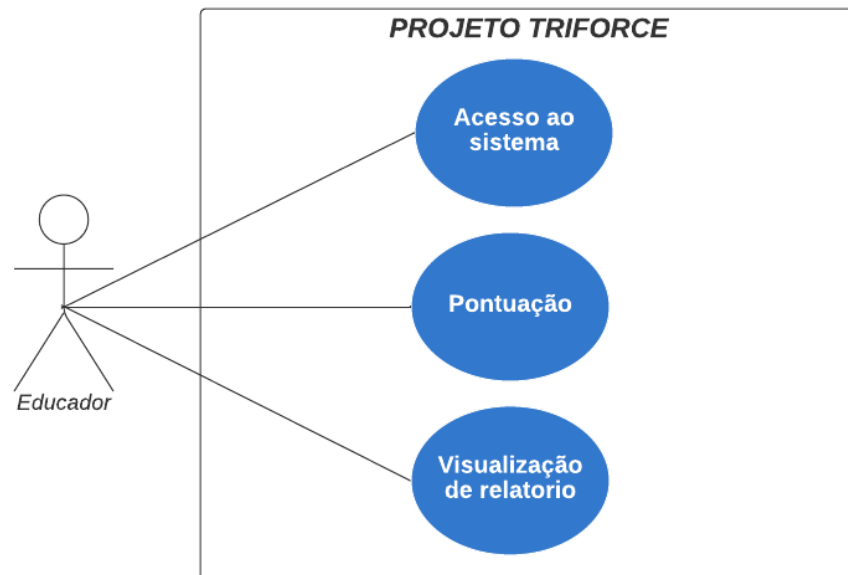 PROJETO TRIFORCE
Acesso ao
sistema
Pontuação
Educador
Visualização
de relatorio